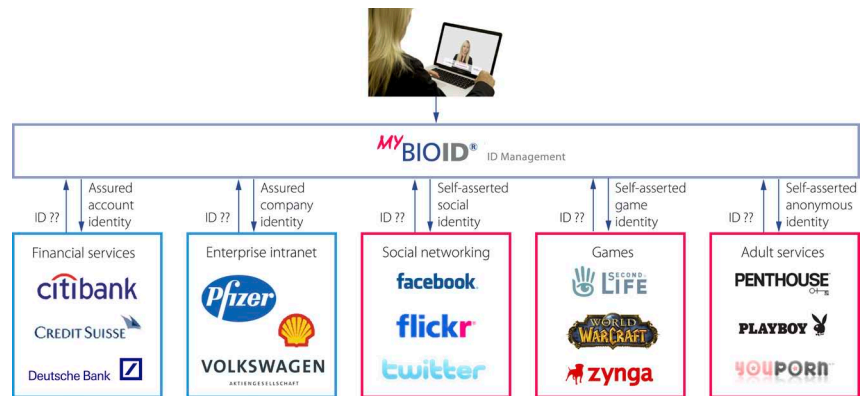 MY BIOID® ID Management
ID ??
Assured
account
identity
ID ??
Assured
company
identity
ID ??
Self-asserted
social
identity
ID ??
Self-asserted
game
identity
ID ??
Self-asserted
anonymous
identity
Financial services
citibank
CREDIT SUISSE
Deutsche Bank
Enterprise intranet
Pfizer
VOLKSWAGEN
AKTIENGESELLSCHAFT
Social networking
facebook
flickr
twitter
Games
SECOND
LIFE
WORLD
WARCRAFT
zynga
Adult services
PENTHOUSE
PLAYBOY
YOUPORN